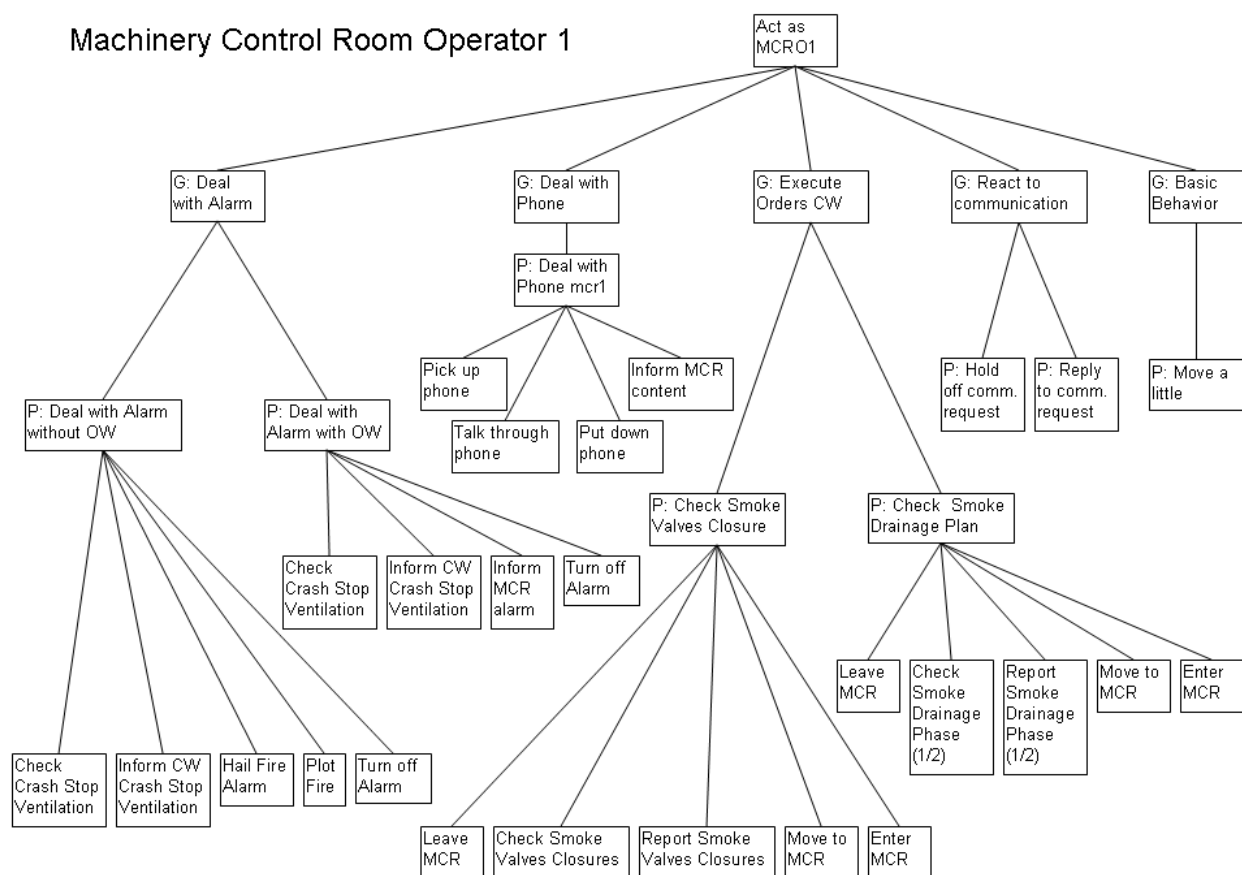 Machinery Control Room Operator 1
Act as
MCRO1
G: Deal
with Alarm
G: Deal with
Phone
G: Execute
Orders CW
G: React to
communication
G: Basic
Behavior
P: Deal with
Phone mcr1
Pick up
phone
Inform MCR
content
Talk through
phone
Put down
phone
P: Hold
off comm.
request
P: Reply
to comm.
request
P: Move a
little
P: Deal with Alarm
without OW
P: Deal with
Alarm with OW
P: Check Smoke
Valves Closure
P: Check Smoke
Drainage Plan
Check
Crash Stop
Ventilation
Inform CW
Crash Stop
Ventilation
Inform
MCR
alarm
Turn off
Alarm
Leave
MCR
Check
Smoke
Drainage
Phase
(1/2)
Report
Smoke
Drainage
Phase
(1/2)
Move to
MCR
Enter
MCR
Check
Crash Stop
Ventilation
Inform CW
Crash Stop
Ventilation
Hail Fire
Alarm
Plot
Fire
Turn off
Alarm
Leave
MCR
Check Smoke
Valves Closures
Report Smoke
Valves Closures
Move to
MCR
Enter
MCR